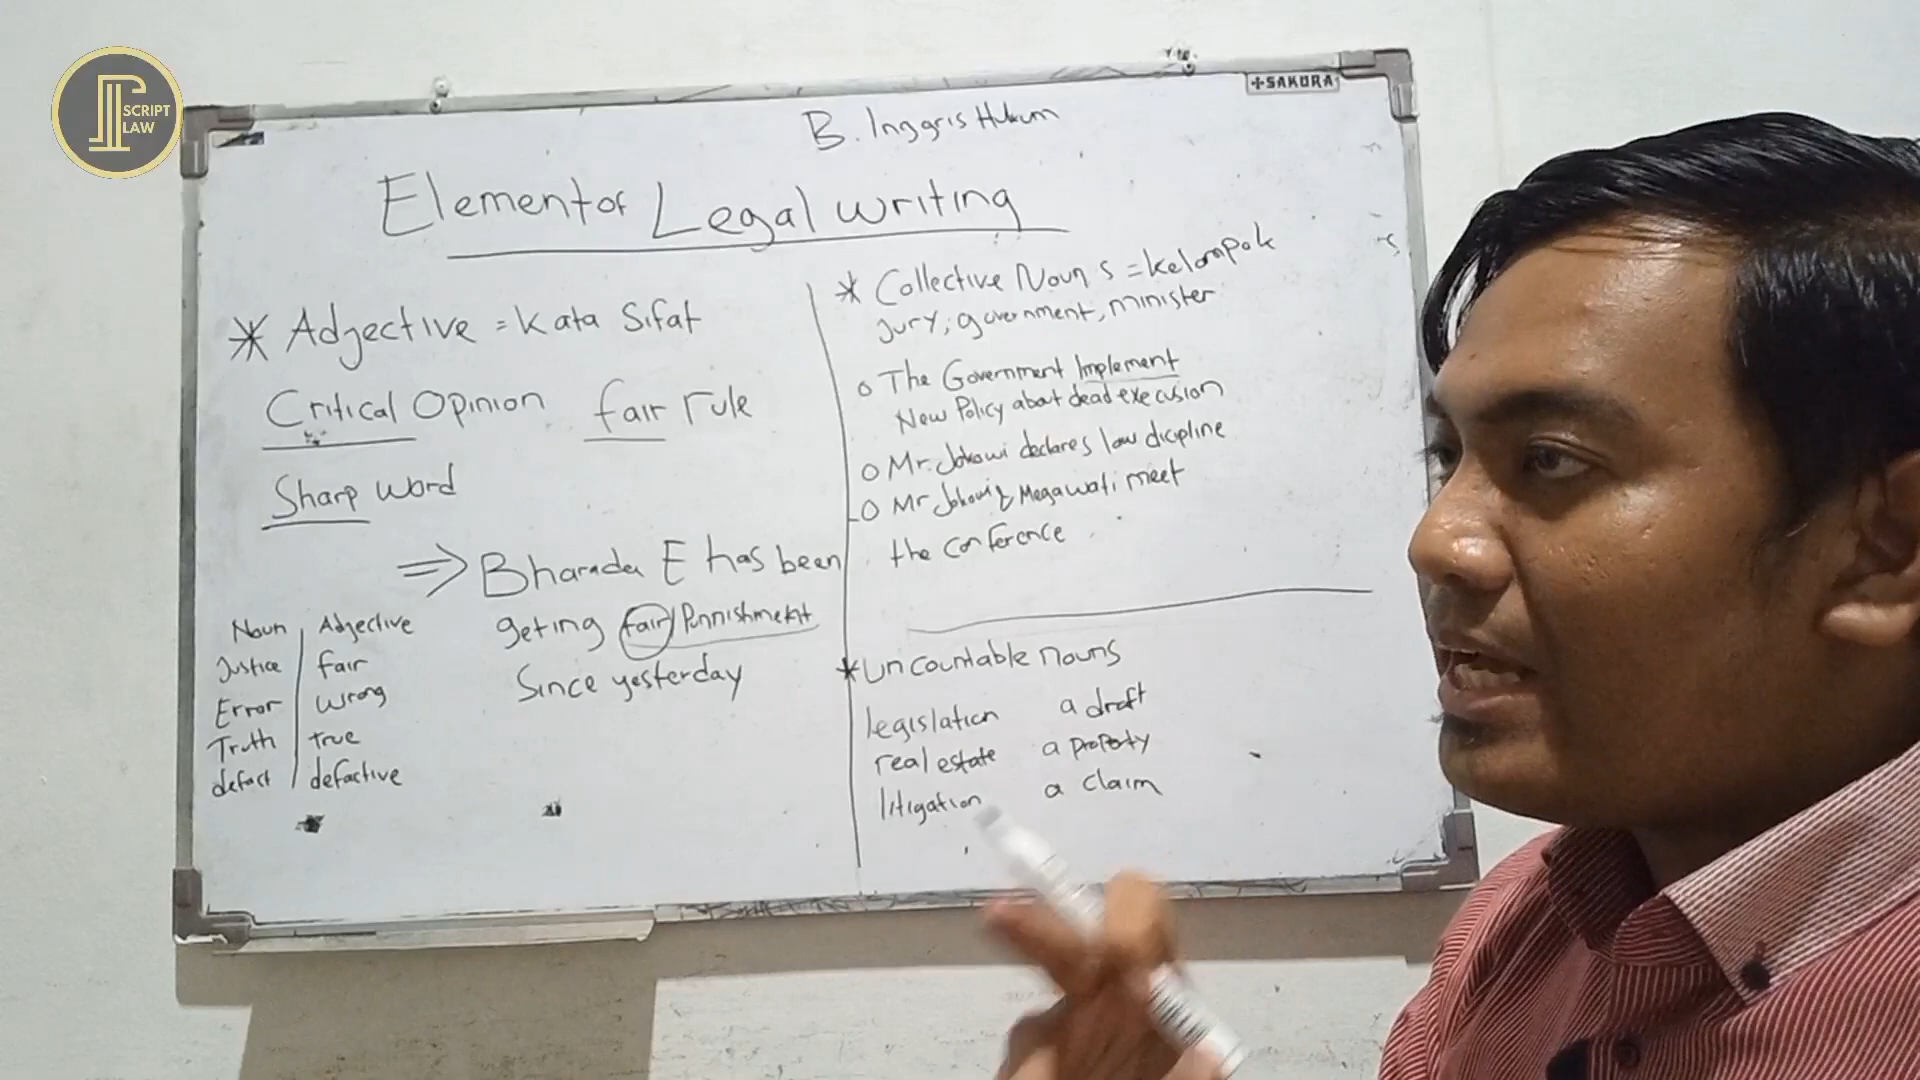 SCRIPT
LAW
+SAKURA
B. Inggris Hukum
Element of Legal writing
* Adjective = Kata Sifat
Critical Opinion fair rule
Sharp word
⇒ Bharada E has been
geting fair Punnishment
Since yesterday
Noun | Adjective
Justice | fair
Error | wrong
Truth | true
defact | defactive
* Collective Nouns = Kelompok
Jury, government, minister
o The Government Implement
New Policy about dead execusion
o Mr. Jokowi declares law dicipline
o Mr Jokowi & Megawati meet
the conference
* Uncountable nouns
legislation a draft
real estate a property
litigation a claim